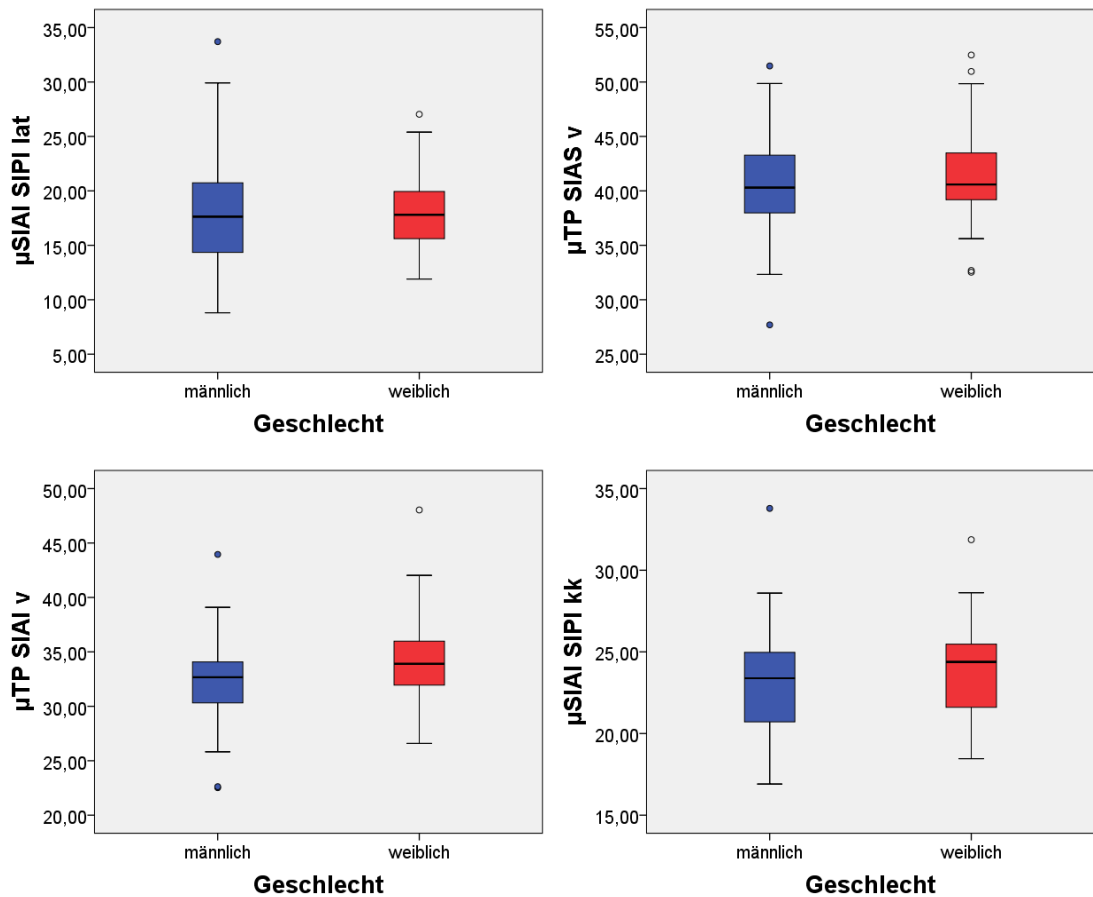 µSIAI SIPI lat
35,00
30,00
25,00
20,00
15,00
10,00
5,00
männlich weiblich
Geschlecht
µTP SIAS v
55,00
50,00
45,00
40,00
35,00
30,00
25,00
männlich weiblich
Geschlecht
µTP SIAI v
50,00
45,00
40,00
35,00
30,00
25,00
20,00
männlich weiblich
Geschlecht
µSIAI SIPI kk
35,00
30,00
25,00
20,00
15,00
männlich weiblich
Geschlecht